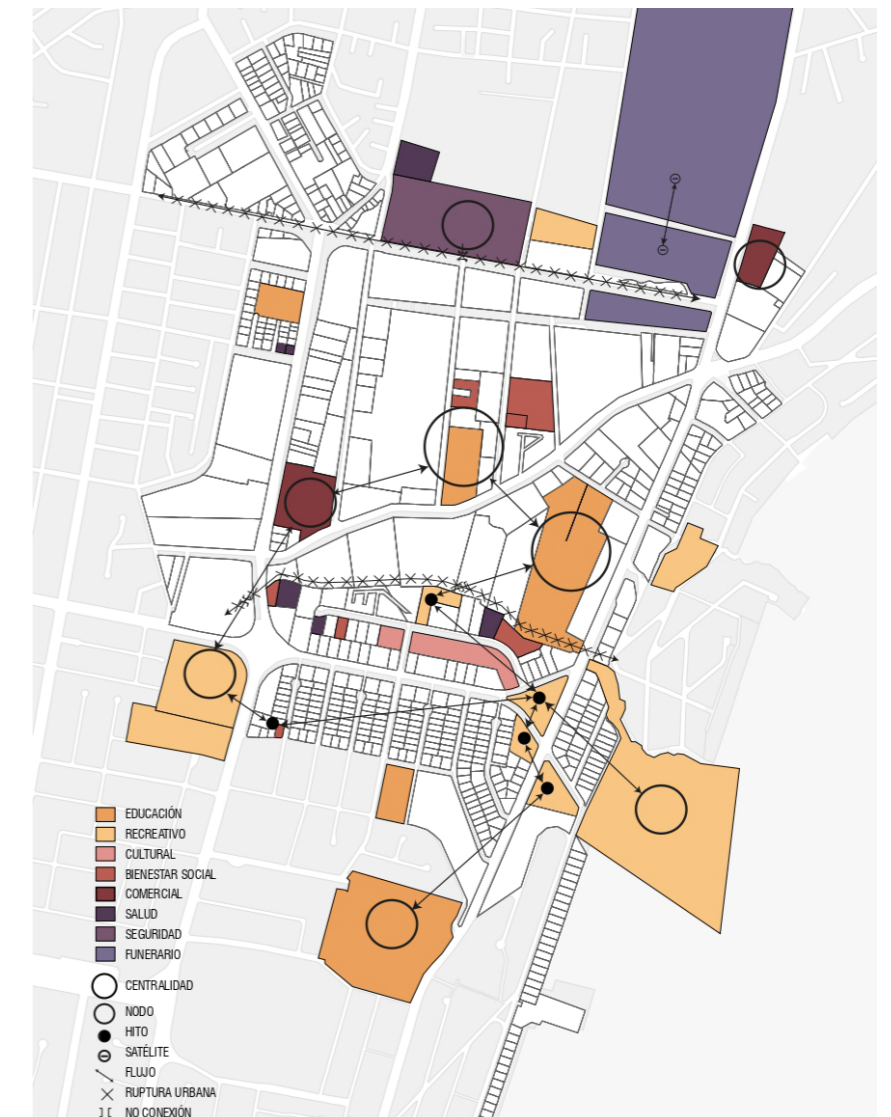 EDUCACIÓN
RECREATIVO
CULTURAL
BIENESTAR SOCIAL
COMERCIAL
SALUD
SEGURIDAD
FUNERARIO
CENTRALIDAD
NODO
HITO
SATÉLITE
FLUJO
RUPTURA URBANA
NO CONEXIÓN